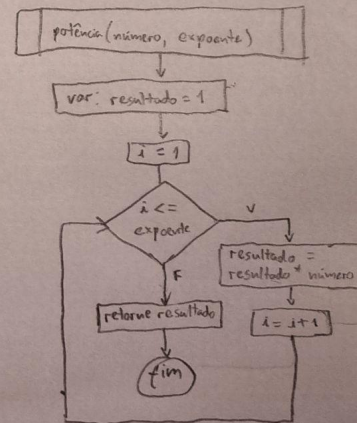 potência (número, expoente)
var: resultado = 1
i = 1
i <=
expoente
V
resultado =
resultado * número
i = i + 1
F
retorne resultado
fim